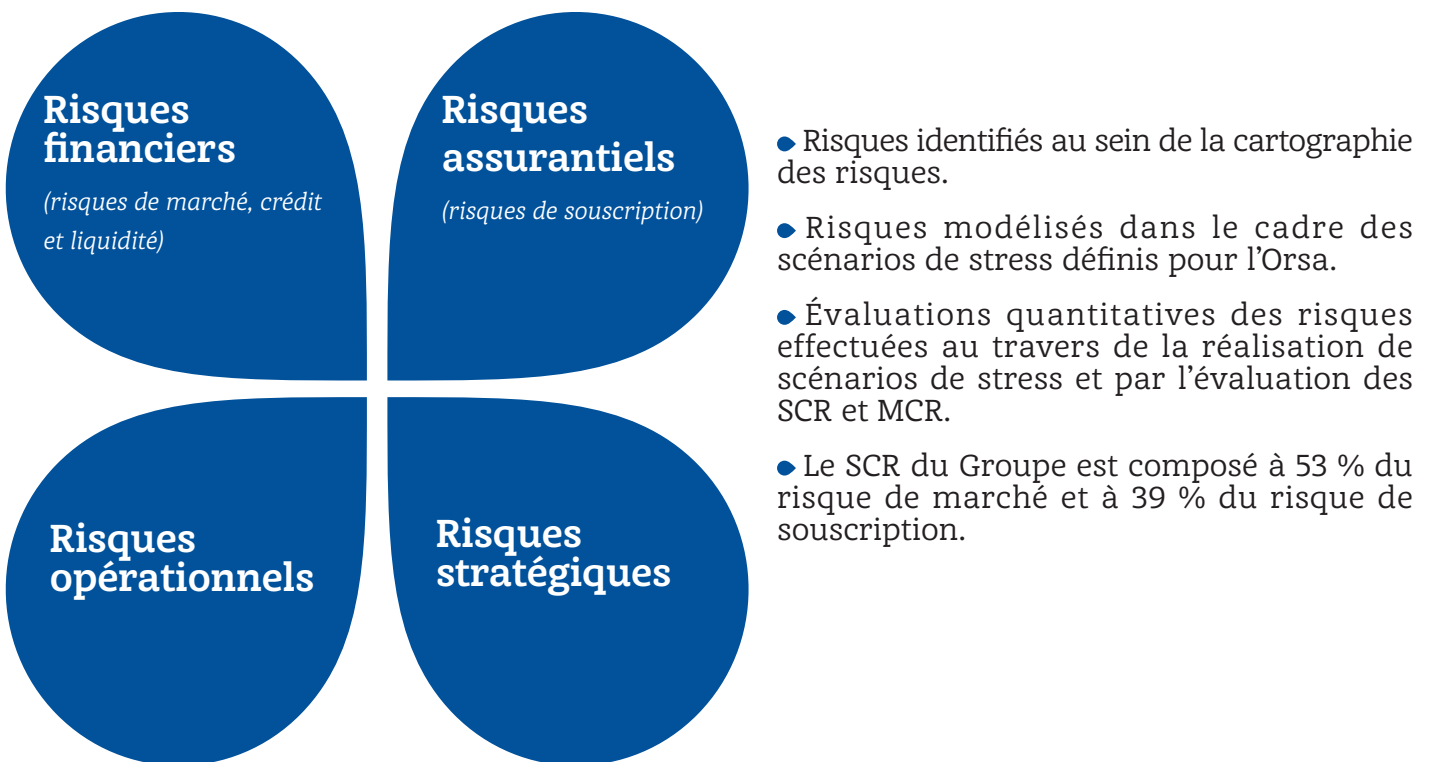 Risques
financiers
(risques de marché, crédit
et liquidité)
Risques
assurantiels
(risques de souscription)
Risques
opérationnels
Risques
stratégiques
Risques identifiés au sein de la cartographie
des risques.
Risques modélisés dans le cadre des
scénarios de stress définis pour l’Orsa.
Évaluations quantitatives des risques
effectuées au travers de la réalisation de
scénarios de stress et par l’évaluation des
SCR et MCR.
Le SCR du Groupe est composé à 53 % du
risque de marché et à 39 % du risque de
souscription.